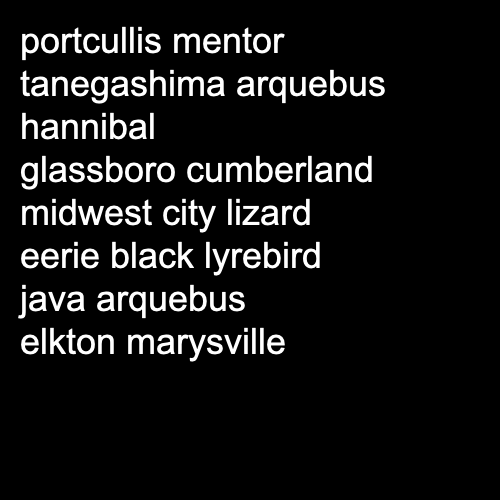 portcullis mentor
tanegashima arquebus
hannibal
glassboro cumberland
midwest city lizard
eerie black lyrebird
java arquebus
elkton marysville